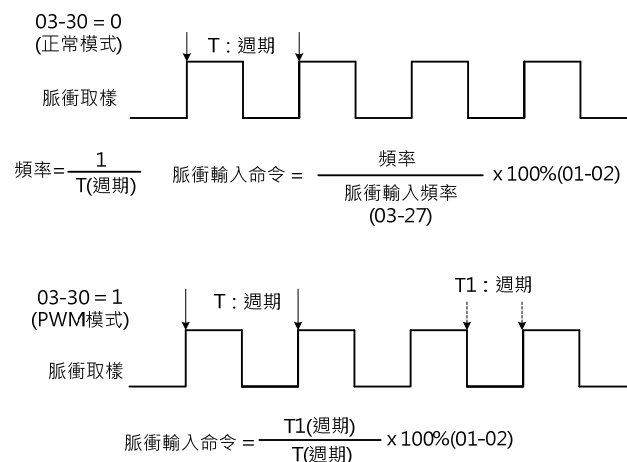 03-30 = 0
(正常模式)
T：週期
脈衝取樣
頻率= 1 / T(週期)
脈衝輸入命令 = 頻率 / 脈衝輸入頻率 (03-27) x 100%(01-02)
03-30 = 1
(PWM模式)
T：週期
T1：週期
脈衝取樣
脈衝輸入命令 = T1(週期) / T(週期) x 100%(01-02)